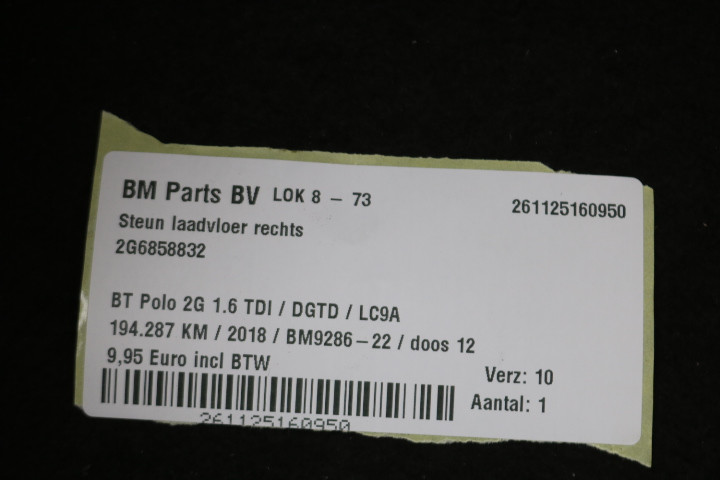 BM Parts BV LOK 8 - 73 261125160950
Steun laadvloer rechts
2G6858832
BT Polo 2G 1.6 TDI / DGTD / LC9A
194.287 KM / 2018 / BM9286-22 / doos 12
9,95 Euro incl BTW
Verz: 10
Aantal: 1
261125160950